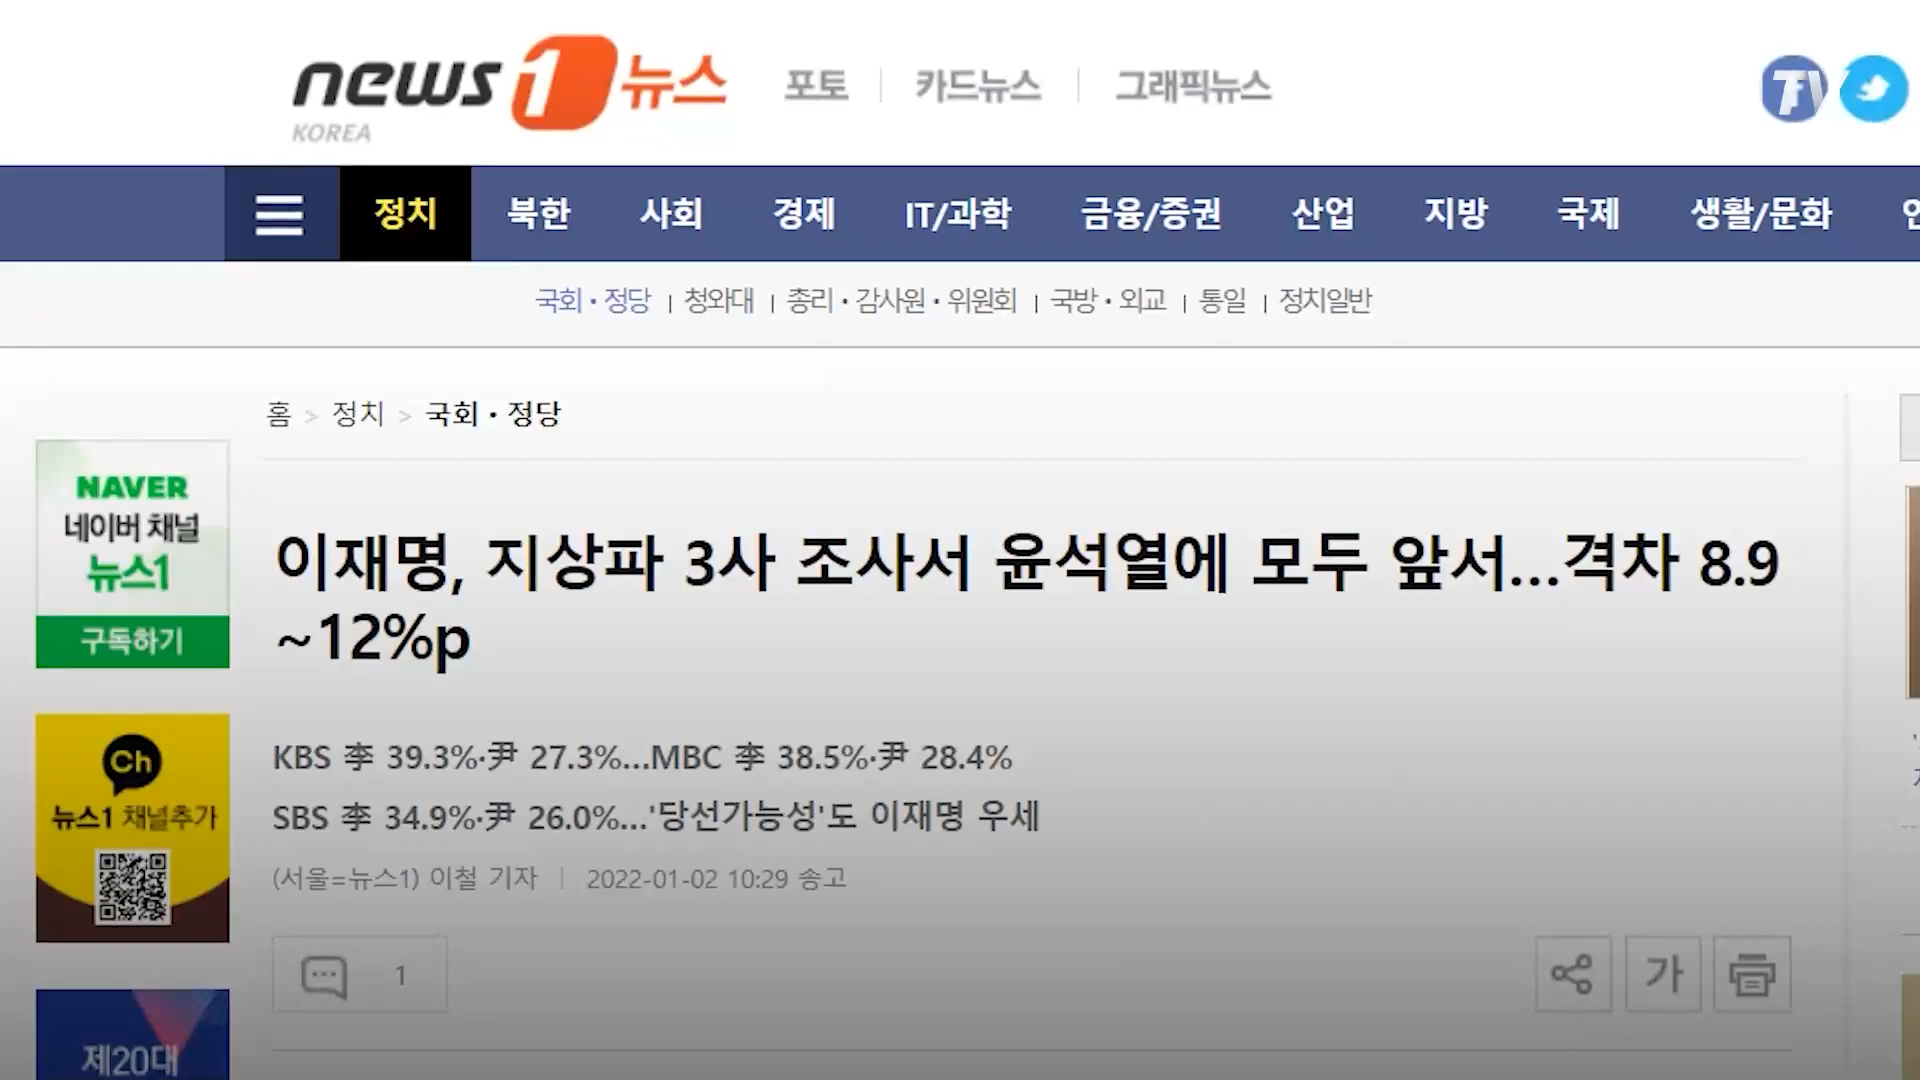 news1뉴스
KOREA
포토
카드뉴스
그래픽뉴스
TV
정치 북한 사회 경제 IT/과학 금융/증권 산업 지방 국제 생활/문화
국회·정당 | 청와대 | 총리·감사원·위원회 | 국방·외교 | 통일 | 정치일반
홈 > 정치 > 국회·정당
NAVER
네이버 채널
뉴스1
구독하기
이재명, 지상파 3사 조사서 윤석열에 모두 앞서...격차 8.9
~12%p
KBS 李 39.3%·尹 27.3%...MBC 李 38.5%·尹 28.4%
SBS 李 34.9%·尹 26.0%...'당선가능성'도 이재명 우세
(서울=뉴스1) 이철 기자 | 2022-01-02 10:29 송고
Ch
뉴스1 채널추가
1
가
제20대